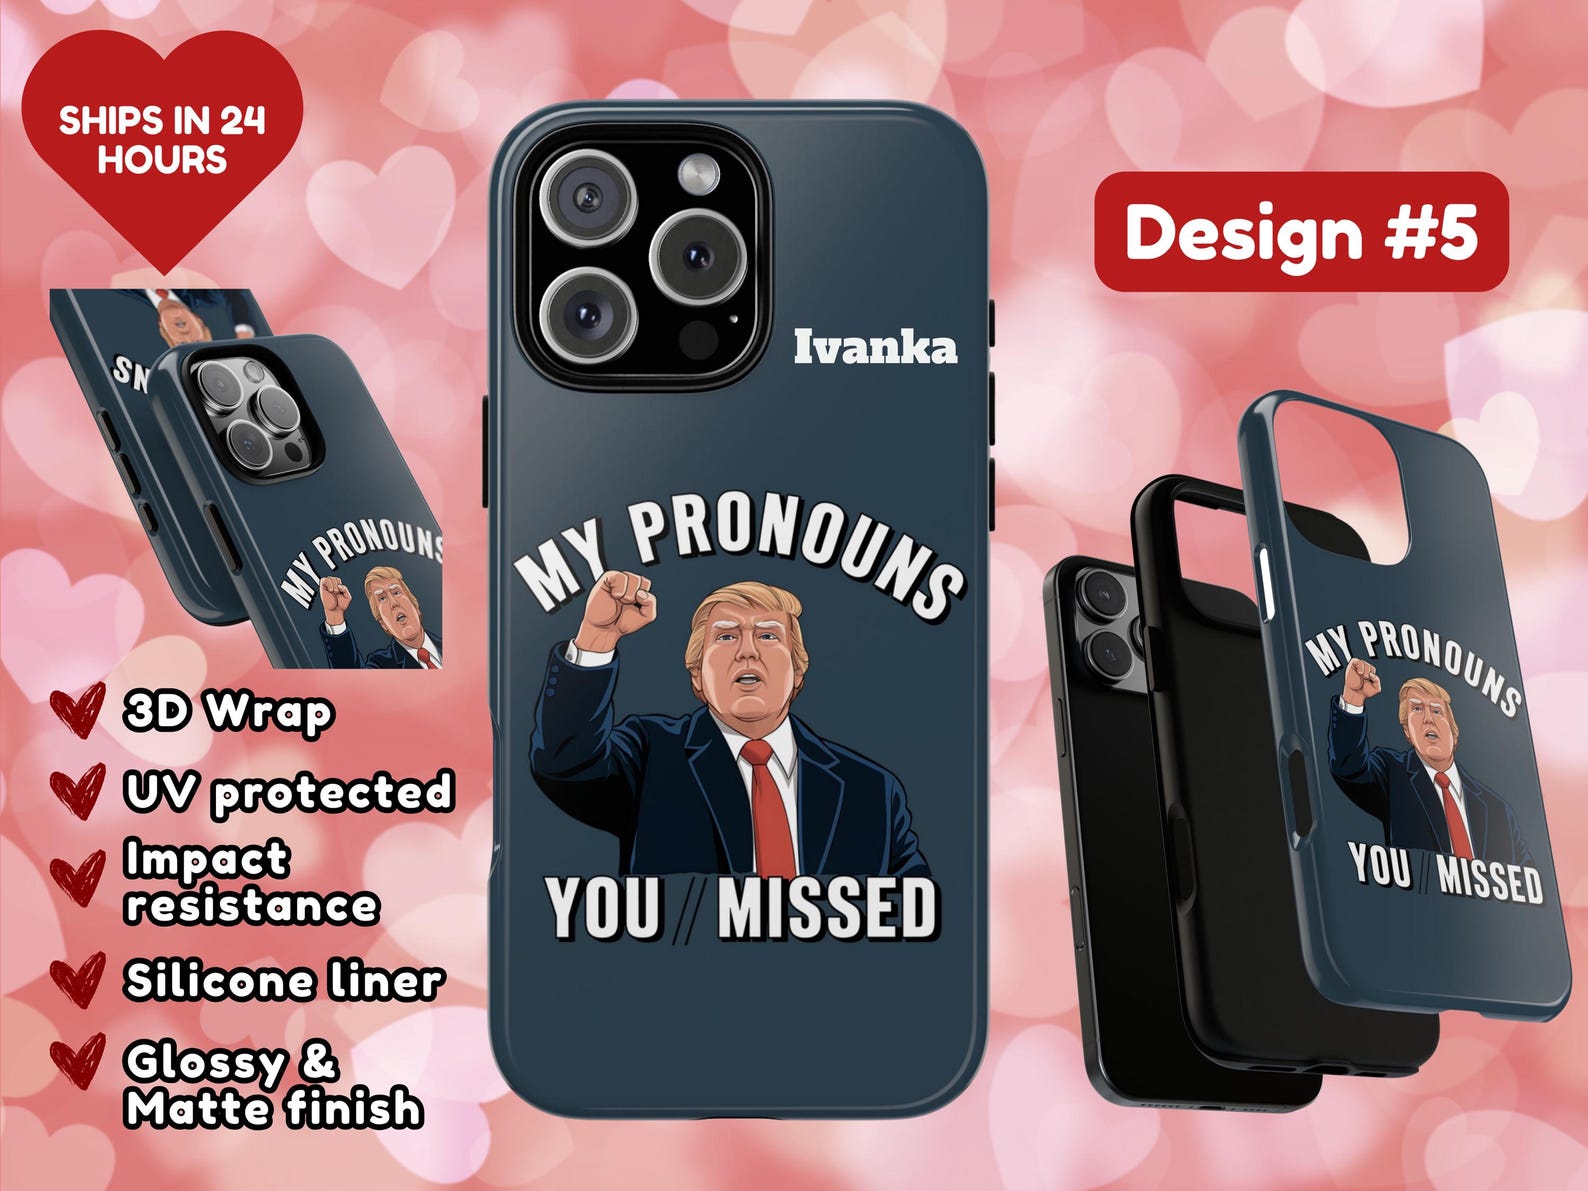 SHIPS IN 24
HOURS
Design #5
Ivanka
SN
MY PRONOUNS
MY PRONOUNS
MY PRONOUNS
YOU // MISSED
YOU // MISSED
3D Wrap
UV protected
Impact
resistance
Silicone liner
Glossy &
Matte finish